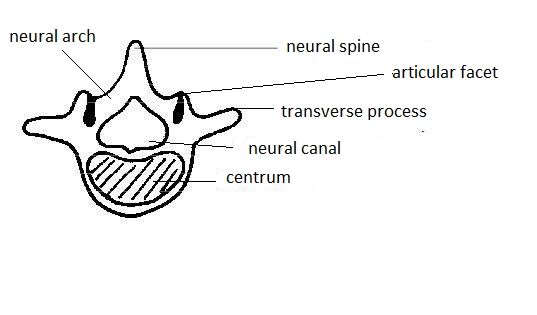 neural arch
neural spine
articular facet
transverse process
neural canal
centrum